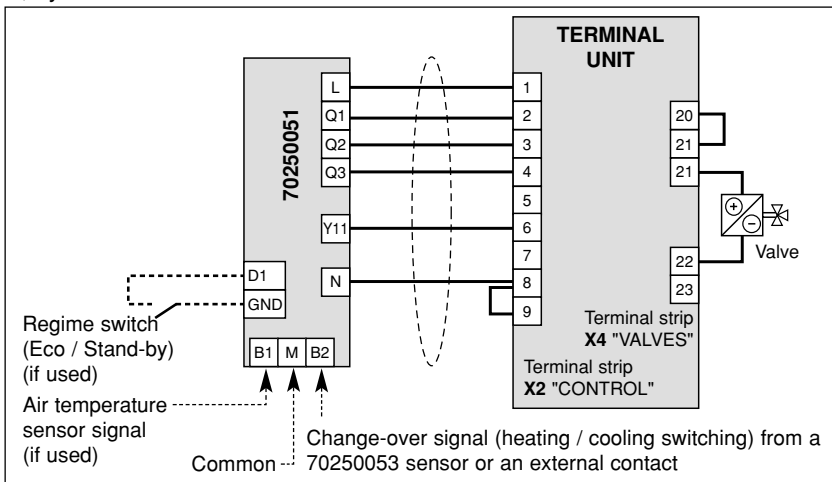 TERMINAL
UNIT
70250051
L
Q1
Q2
Q3
Y11
N
D1
GND
B1 M B2
1
2
3
4
5
6
7
8
9
20
21
21
22
23
Valve
Terminal strip
X4 "VALVES"
Terminal strip
X2 "CONTROL"
Regime switch
(Eco / Stand-by)
(if used)
Air temperature
sensor signal
(if used)
Common
Change-over signal (heating / cooling switching) from a
70250053 sensor or an external contact